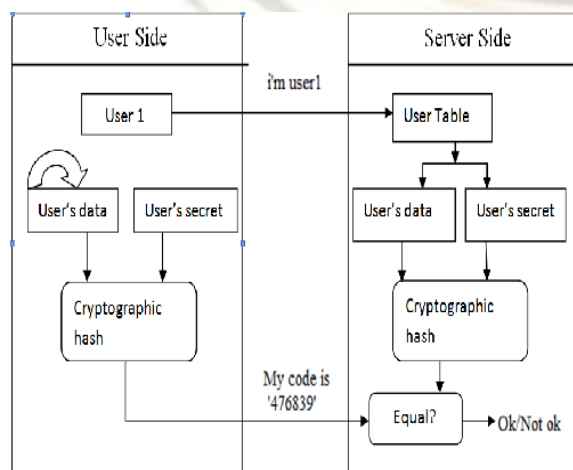 User Side
Server Side
i'm user1
User 1
User Table
User's data
User's secret
User's data
User's secret
Cryptographic
hash
Cryptographic
hash
My code is
'476839'
Equal?
Ok/Not ok